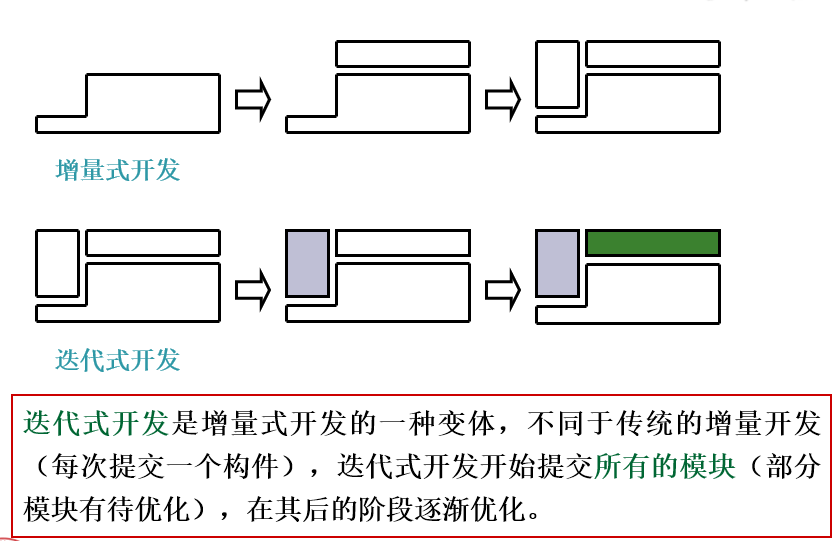 增量式开发
迭代式开发
迭代式开发是增量式开发的一种变体，不同于传统的增量开发
（每次提交一个构件），迭代式开发开始提交所有的模块（部分
模块有待优化），在其后的阶段逐渐优化。